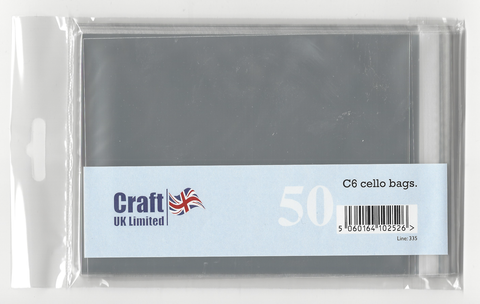 Craft
UK Limited
50
C6 cello bags.
5 060164 102526 >
Line: 335